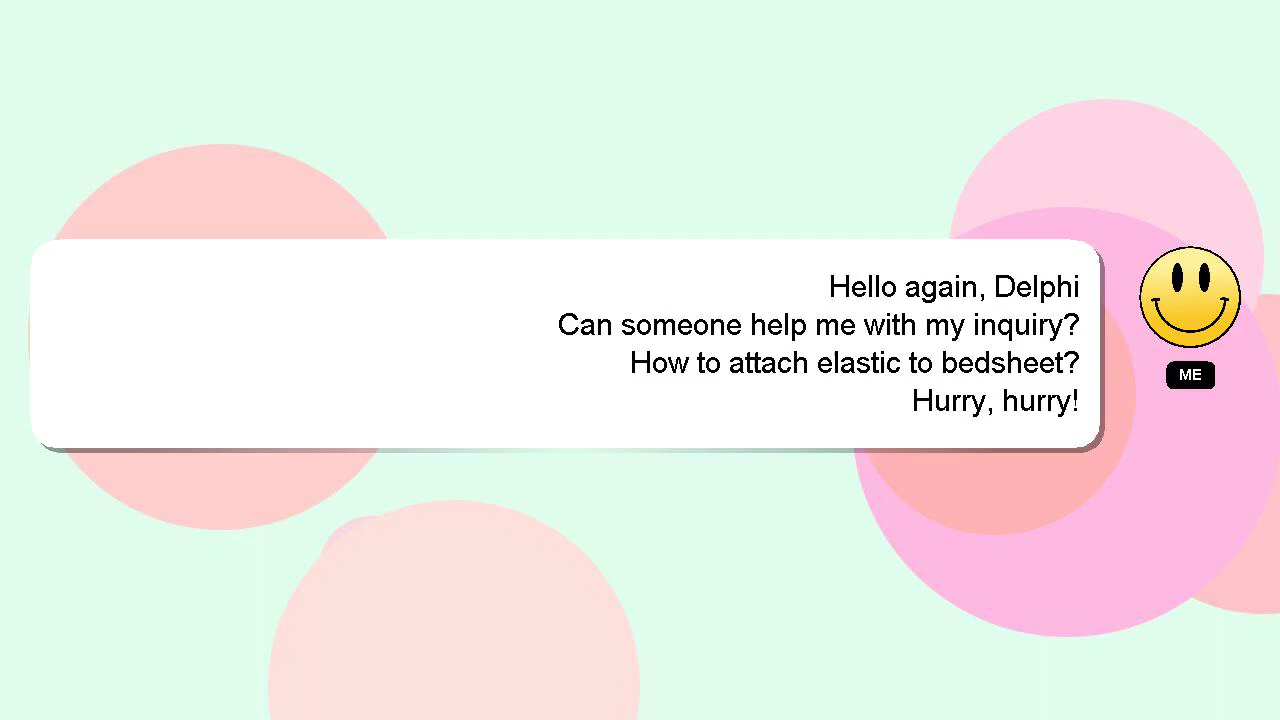 Hello again, Delphi
Can someone help me with my inquiry?
How to attach elastic to bedsheet?
Hurry, hurry!
ME